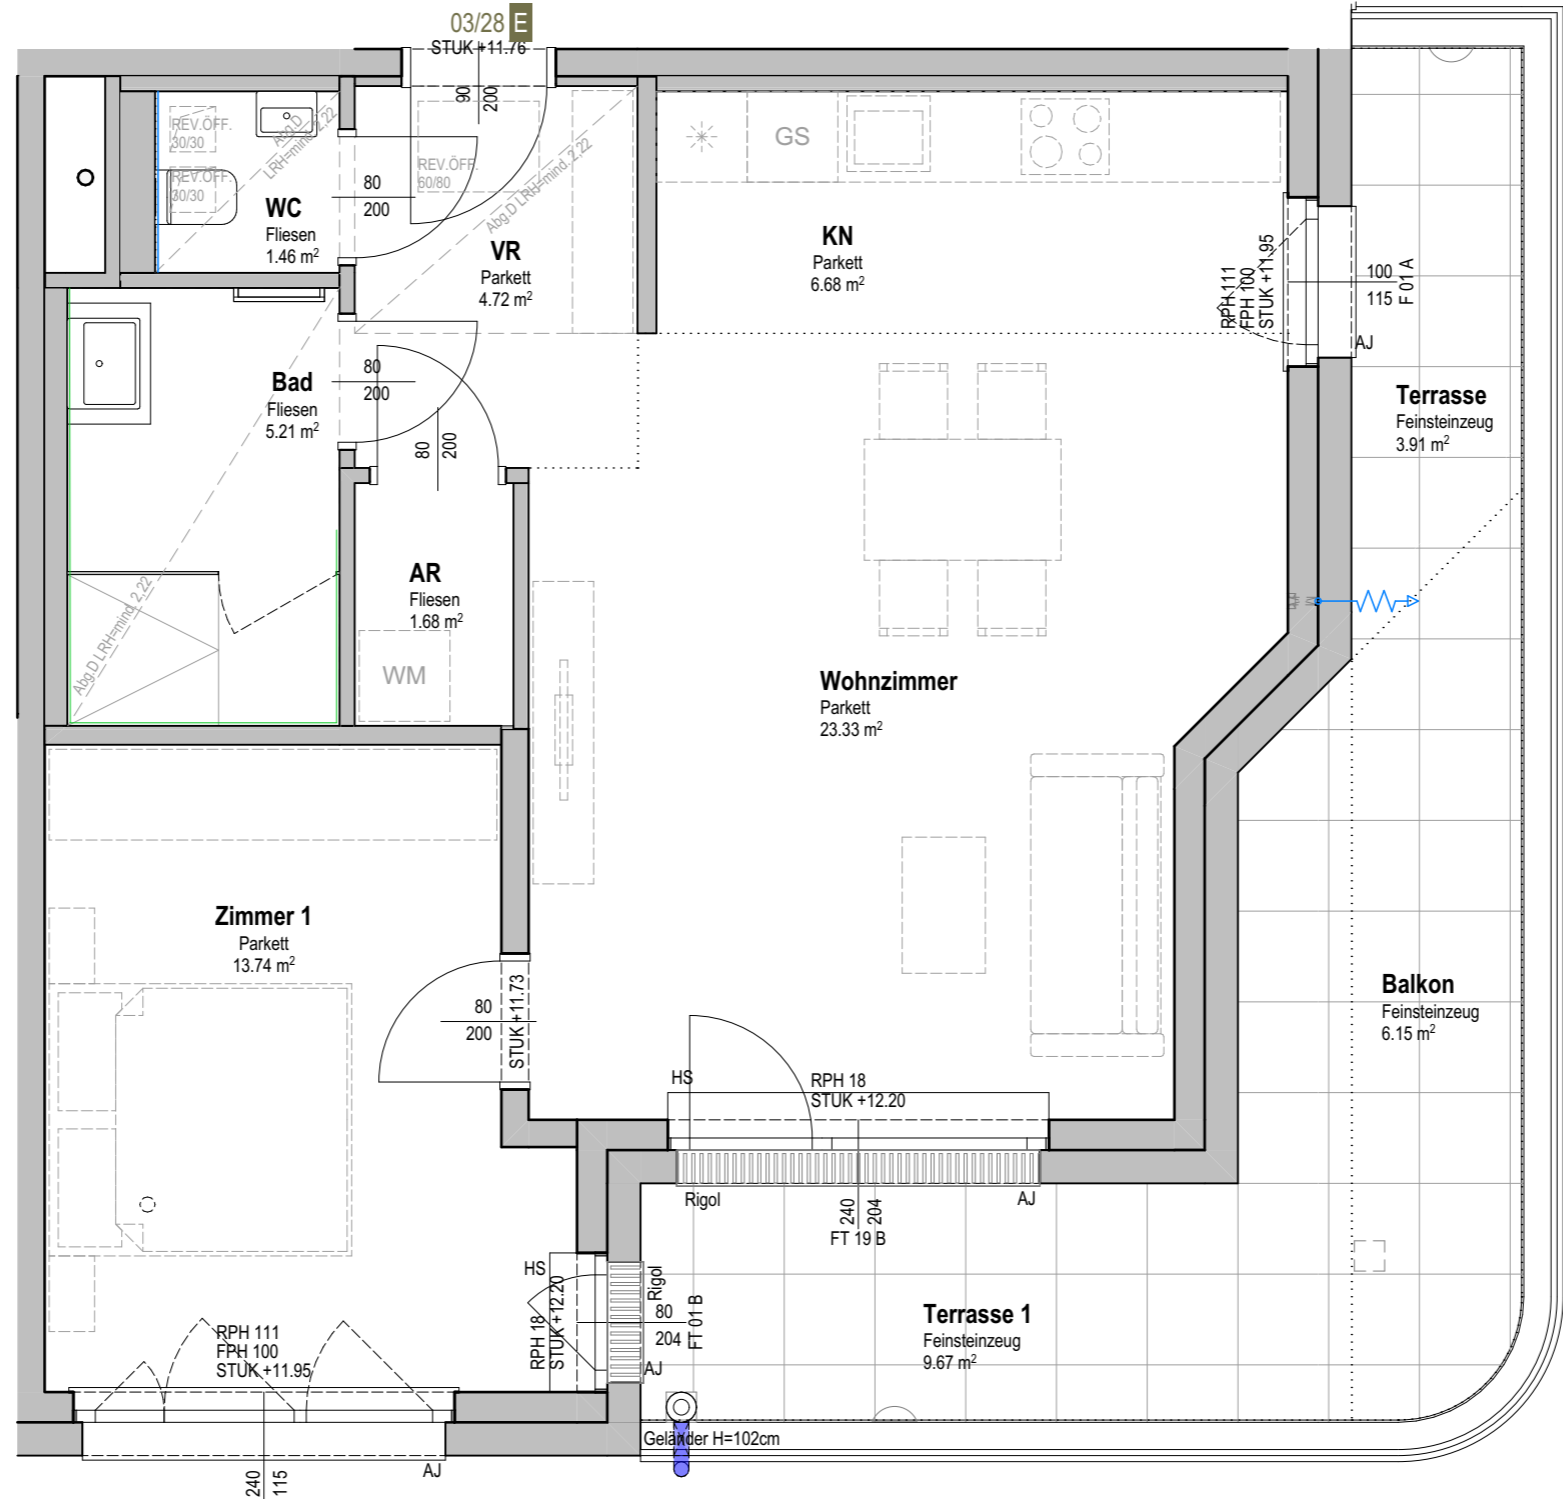 03/28 E
STUK +11.76
90
200
REV.ÖFF.
30/30
REV.ÖFF.
30/30
Abg.D
LRH=mind. 2,22
WC
Fliesen
1.46 m²
80
200
REV.ÖFF.
60/80
Abg.D LRH=mind. 2,22
VR
Parkett
4.72 m²
GS
KN
Parkett
6.68 m²
RPH 111
FPH 100
STUK +11.95
100
115
F 01 A
AJ
Bad
Fliesen
5.21 m²
80
200
80
200
Abg.D LRH=mind. 2,22
AR
Fliesen
1.68 m²
WM
Terrasse
Feinsteinzeug
3.91 m²
Wohnzimmer
Parkett
23.33 m²
Zimmer 1
Parkett
13.74 m²
80
200
STUK +11.73
Balkon
Feinsteinzeug
6.15 m²
HS
RPH 18
STUK +12.20
Rigol
AJ
240
204
FT 19 B
HS
RPH 18
STUK +12.20
Rigol
80
204
FT 01 B
AJ
Terrasse 1
Feinsteinzeug
9.67 m²
RPH 111
FPH 100
STUK +11.95
240
115
AJ
Geländer H=102cm